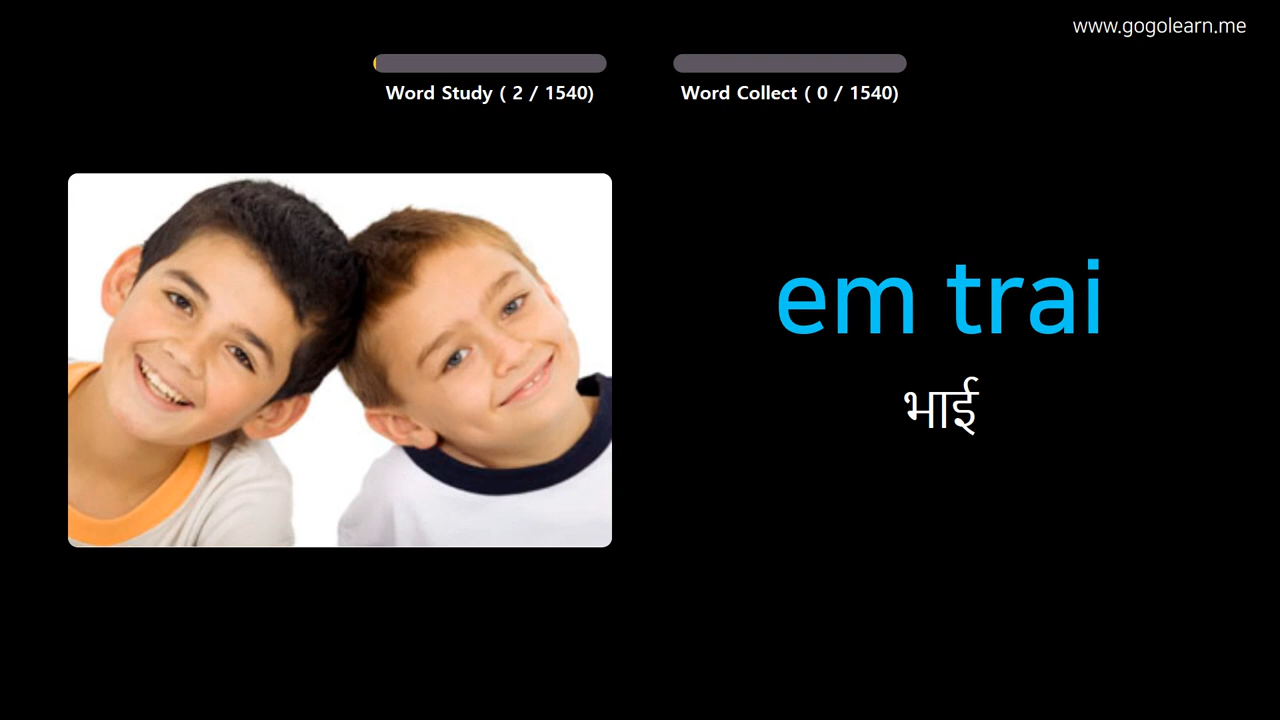 www.gogolearn.me
Word Study ( 2 / 1540)
Word Collect ( 0 / 1540)
em trai
भाई